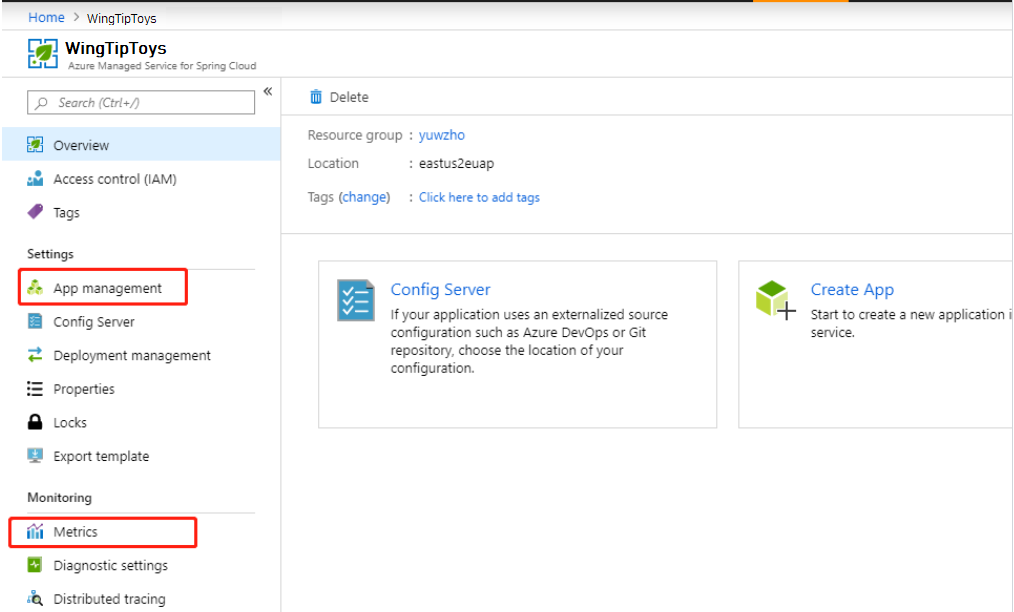 Home > WingTipToys
WingTipToys
Azure Managed Service for Spring Cloud
Search (Ctrl+/)
«
Overview
Access control (IAM)
Tags
Settings
App management
Config Server
Deployment management
Properties
Locks
Export template
Monitoring
Metrics
Diagnostic settings
Distributed tracing
Delete
Resource group : yuwzho
Location : eastus2euap
Tags (change) : Click here to add tags
Config Server
If your application uses an externalized source
configuration such as Azure DevOps or Git
repository, choose the location of your
configuration.
Create App
Start to create a new application i
service.